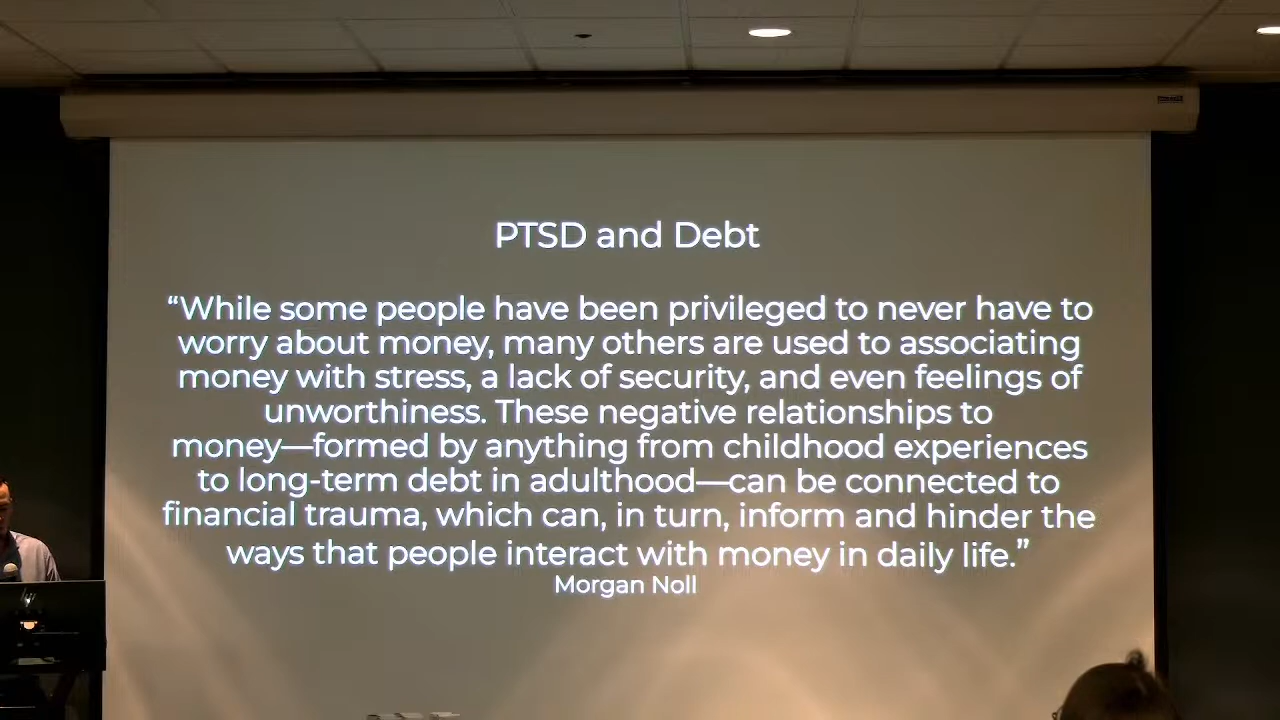 PTSD and Debt
“While some people have been privileged to never have to
worry about money, many others are used to associating
money with stress, a lack of security, and even feelings of
unworthiness. These negative relationships to
money—formed by anything from childhood experiences
to long-term debt in adulthood—can be connected to
financial trauma, which can, in turn, inform and hinder the
ways that people interact with money in daily life.”
Morgan Noll